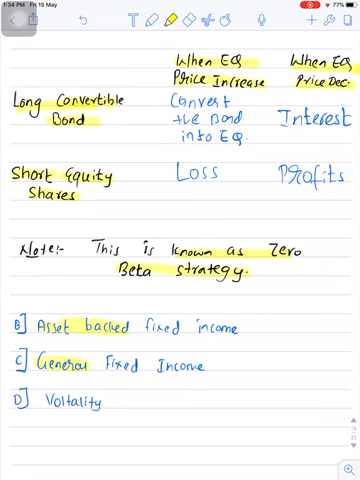 1:34 PM Fri 15 May
77%
When EQ Price Increase
When EQ Price Dec.
Long Convertible Bond
Convert the Bond into EQ.
Interest
Short Equity Shares
Loss
Profits
Note:- This is known as Zero
Beta strategy.
B] Asset backed fixed income
C] General Fixed Income
D] Voltality